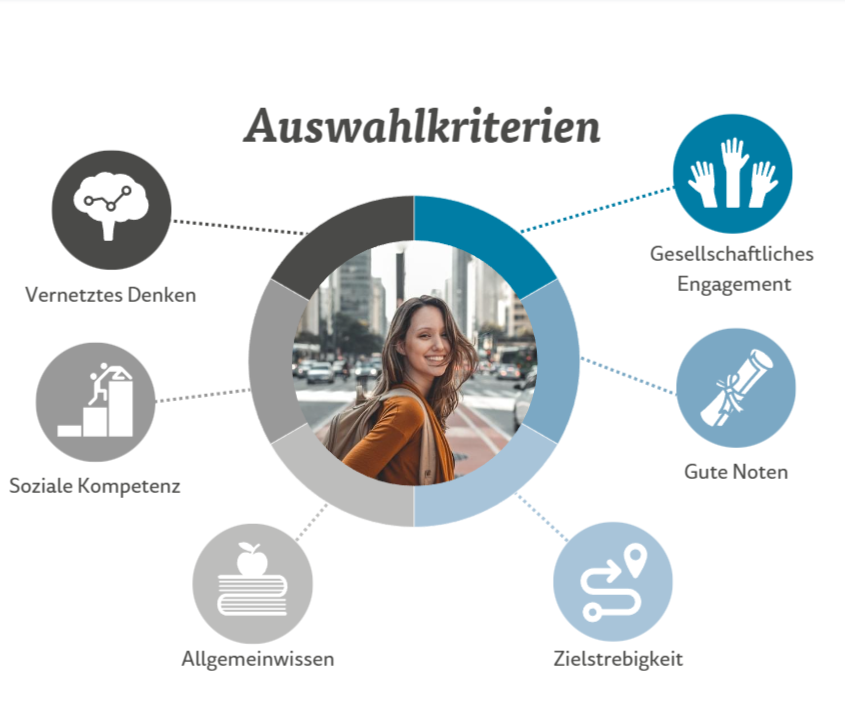 Auswahlkriterien
Vernetztes Denken
Gesellschaftliches
Engagement
Soziale Kompetenz
Gute Noten
Allgemeinwissen
Zielstrebigkeit